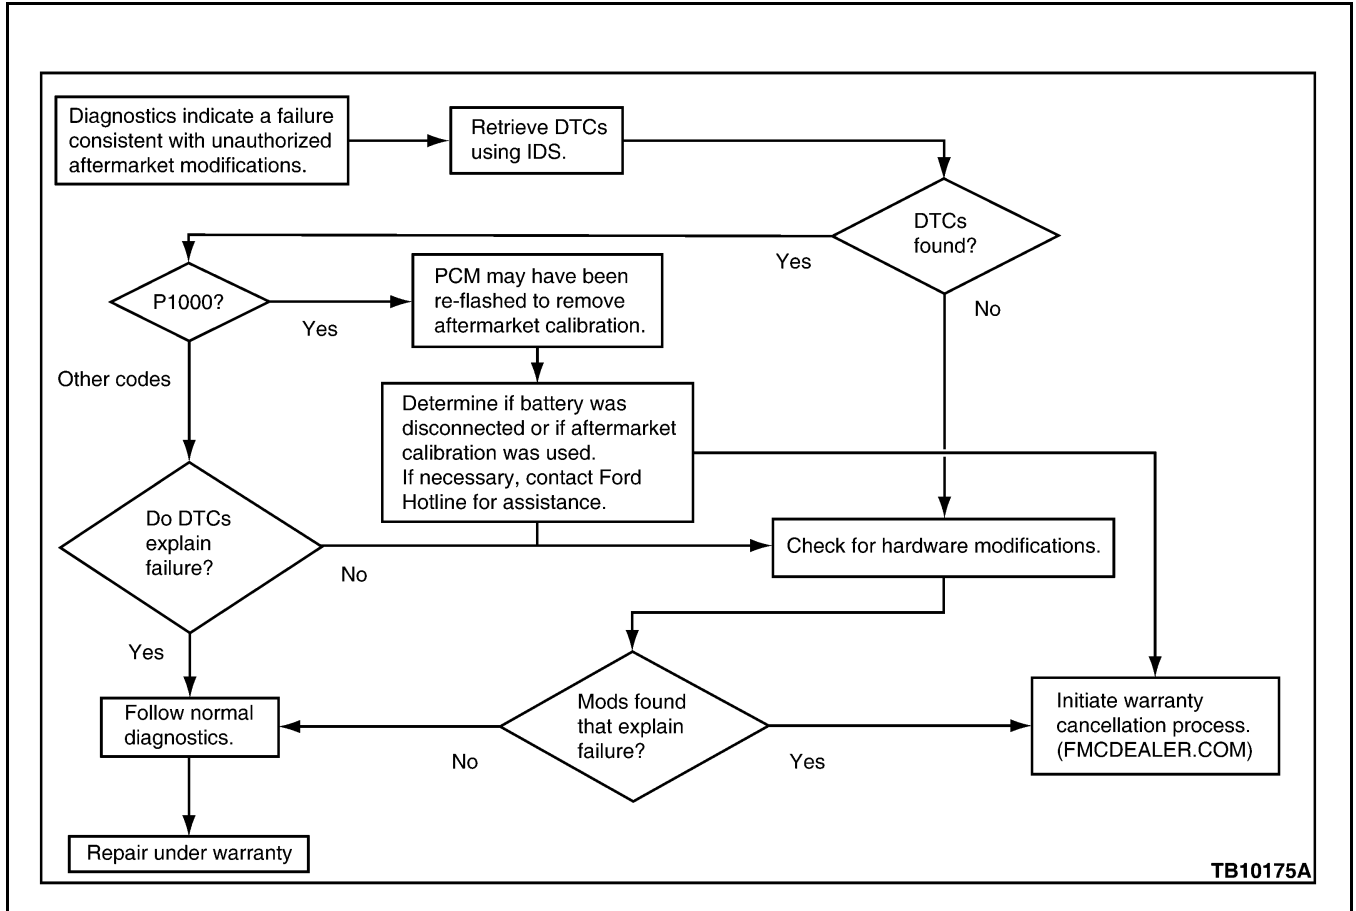 Diagnostics indicate a failure
consistent with unauthorized
aftermarket modifications.
Retrieve DTCs
using IDS.
DTCs
found?
Yes
No
P1000?
Yes
PCM may have been
re-flashed to remove
aftermarket calibration.
Other codes
Determine if battery was
disconnected or if aftermarket
calibration was used.
If necessary, contact Ford
Hotline for assistance.
Do DTCs
explain
failure?
No
Check for hardware modifications.
Yes
Follow normal
diagnostics.
Mods found
that explain
failure?
No
Yes
Initiate warranty
cancellation process.
(FMCDEALER.COM)
Repair under warranty
TB10175A